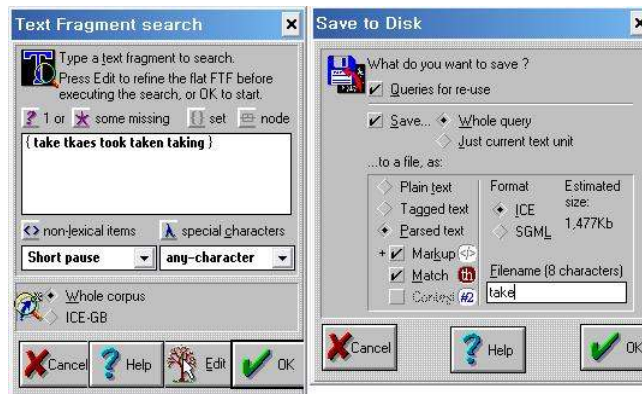 Text Fragment search
Type a text fragment to search.
Press Edit to refine the flat FTF before
executing the search, or OK to start.
? 1 or * some missing {} set node
{ take tkaes took taken taking }
<> non-lexical items λ special characters
Short pause any-character
Whole corpus
ICE-GB
Cancel ? Help Edit OK
Save to Disk
What do you want to save ?
Queries for re-use
Save... Whole query
Just current text unit
...to a file, as:
Plain text Format Estimated
Tagged text ICE size:
Parsed text SGML 1,477Kb
+ Markup </>
Match th Filename (8 characters)
Context #2 take
Cancel ? Help OK